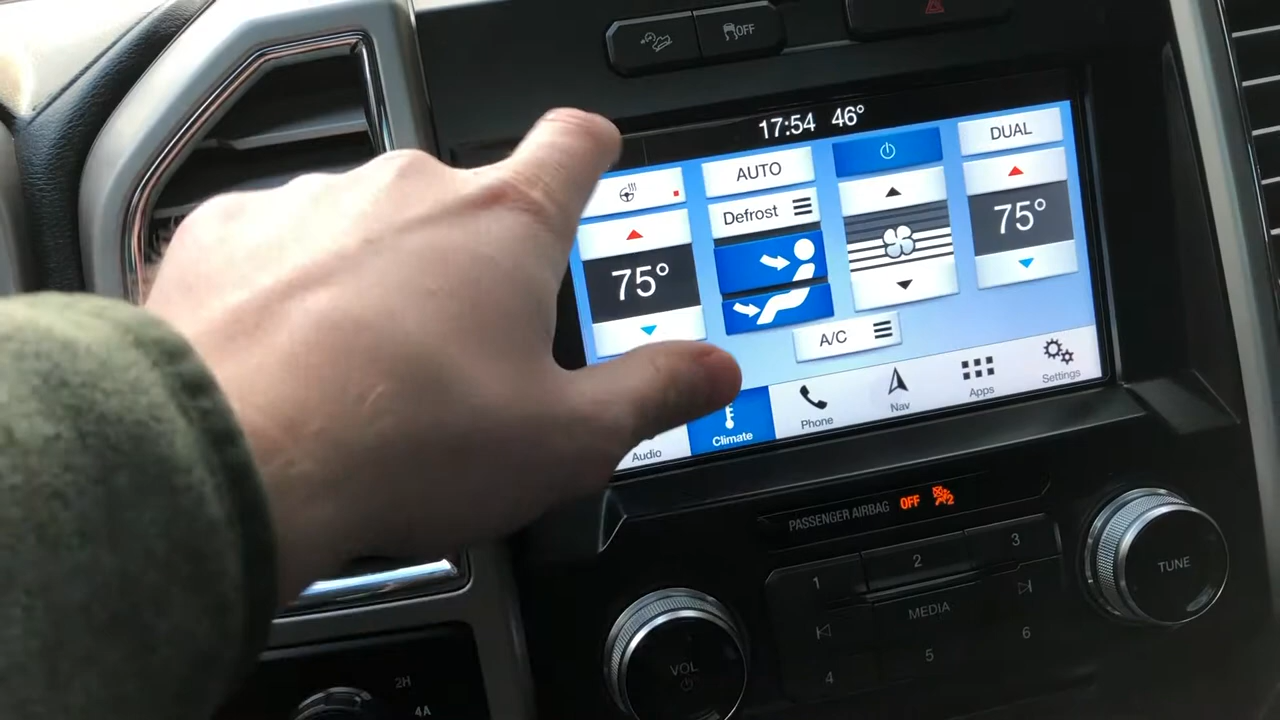 OFF
17:54 46°
AUTO
DUAL
Defrost
75°
75°
A/C
Audio
Climate
Phone
Nav
Apps
Settings
PASSENGER AIRBAG OFF
2
1
2
3
MEDIA
4
5
6
VOL
TUNE
2H
4A